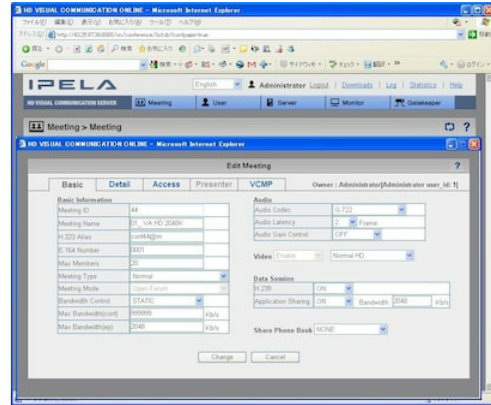 HD VISUAL COMMUNICATION ONLINE - Microsoft Internet Explorer
Google
IPELA
English
Administrator Logout | Downloads | Log | Statistics | Help
HD VISUAL COMMUNICATION SERVER
Meeting
User
Server
Monitor
Gatekeeper
Meeting > Meeting
HD VISUAL COMMUNICATION ONLINE - Microsoft Internet Explorer
Edit Meeting
Basic
Detail
Access
Presenter
VCMP
Owner : Administrator[Administrator user_id: 1]
Basic Information
Meeting ID 44
Meeting Name
H.323 Alias
E.164 Number 0001
Max Members 20
Meeting Type Normal
Meeting Mode Open Forum
Bandwidth Control STATIC
Max Bandwidth(conf) 999999 Kb/s
Max Bandwidth(ep) 2048 Kb/s
Audio
Audio Codec G-722
Audio Latency 2 Frame
Audio Gain Control OFF
Video Enable Normal HD
Data Session
H.239 ON
Application Sharing ON Bandwidth 2048 Kb/s
Share Phone Book NONE
Change
Cancel